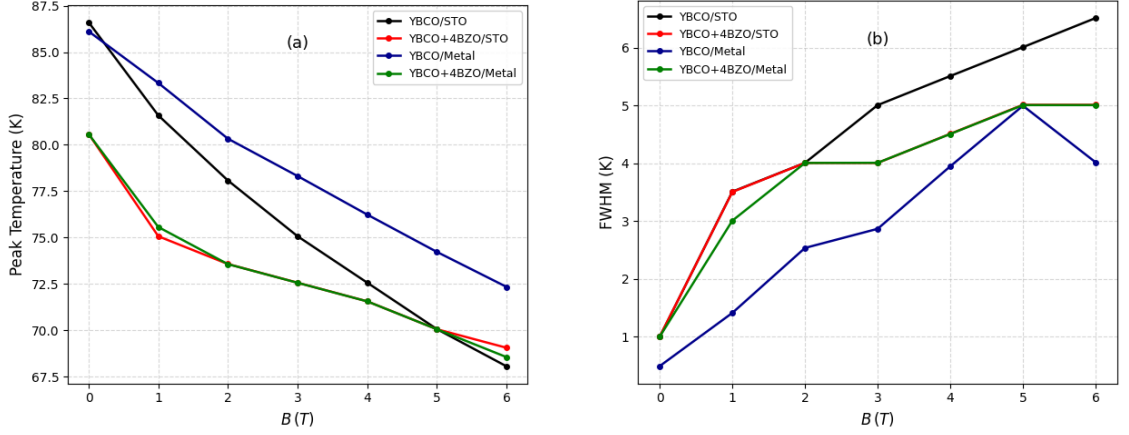 (a)
YBCO/STO
YBCO+4BZO/STO
YBCO/Metal
YBCO+4BZO/Metal
Peak Temperature (K)
87.5
85.0
82.5
80.0
77.5
75.0
72.5
70.0
67.5
0 1 2 3 4 5 6
B (T)
(b)
YBCO/STO
YBCO+4BZO/STO
YBCO/Metal
YBCO+4BZO/Metal
FWHM (K)
6
5
4
3
2
1
0 1 2 3 4 5 6
B (T)